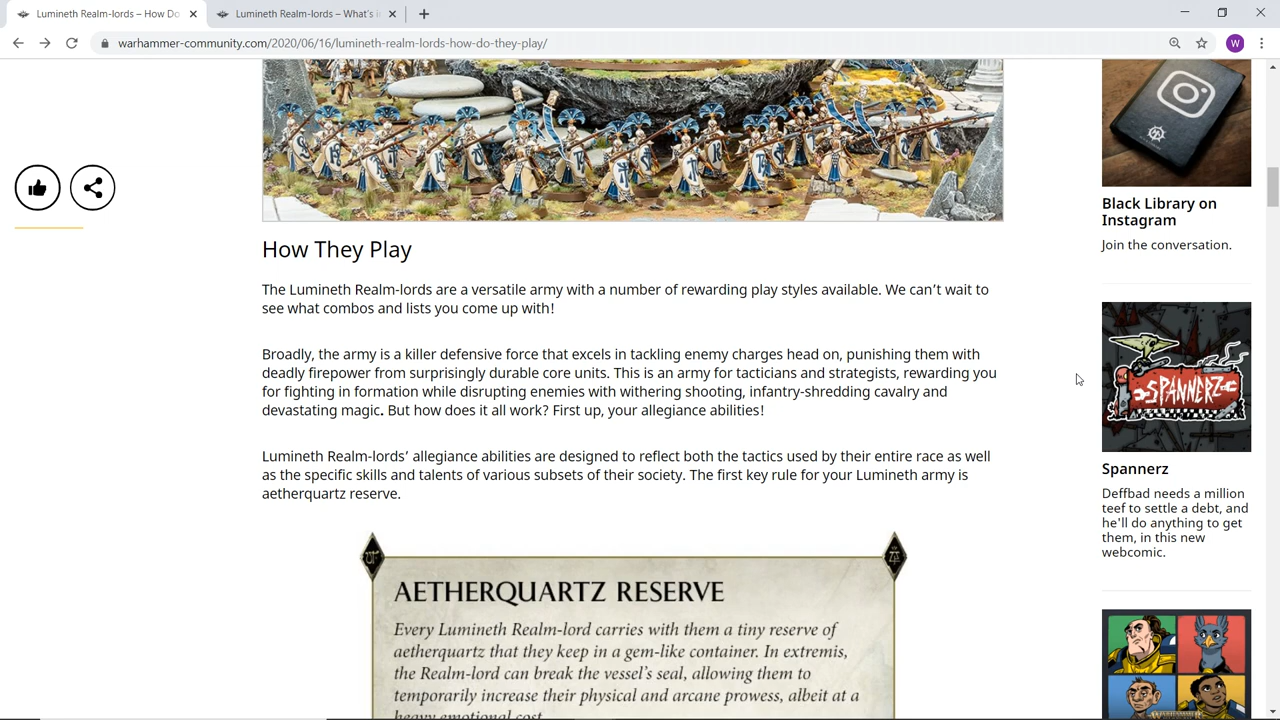 Lumineth Realm-lords – How Do
Lumineth Realm-lords – What's i
warhammer-community.com/2020/06/16/lumineth-realm-lords-how-do-they-play/
W
How They Play
The Lumineth Realm-lords are a versatile army with a number of rewarding play styles available. We can't wait to
see what combos and lists you come up with!
Broadly, the army is a killer defensive force that excels in tackling enemy charges head on, punishing them with
deadly firepower from surprisingly durable core units. This is an army for tacticians and strategists, rewarding you
for fighting in formation while disrupting enemies with withering shooting, infantry-shredding cavalry and
devastating magic. But how does it all work? First up, your allegiance abilities!
Lumineth Realm-lords' allegiance abilities are designed to reflect both the tactics used by their entire race as well
as the specific skills and talents of various subsets of their society. The first key rule for your Lumineth army is
aetherquartz reserve.
AETHERQUARTZ RESERVE
Every Lumineth Realm-lord carries with them a tiny reserve of
aetherquartz that they keep in a gem-like container. In extremis,
the Realm-lord can break the vessel's seal, allowing them to
temporarily increase their physical and arcane prowess, albeit at a
heavy emotional cost.
Black Library on
Instagram
Join the conversation.
SPANNERZ
Spannerz
Deffbad needs a million
teef to settle a debt, and
he'll do anything to get
them, in this new
webcomic.